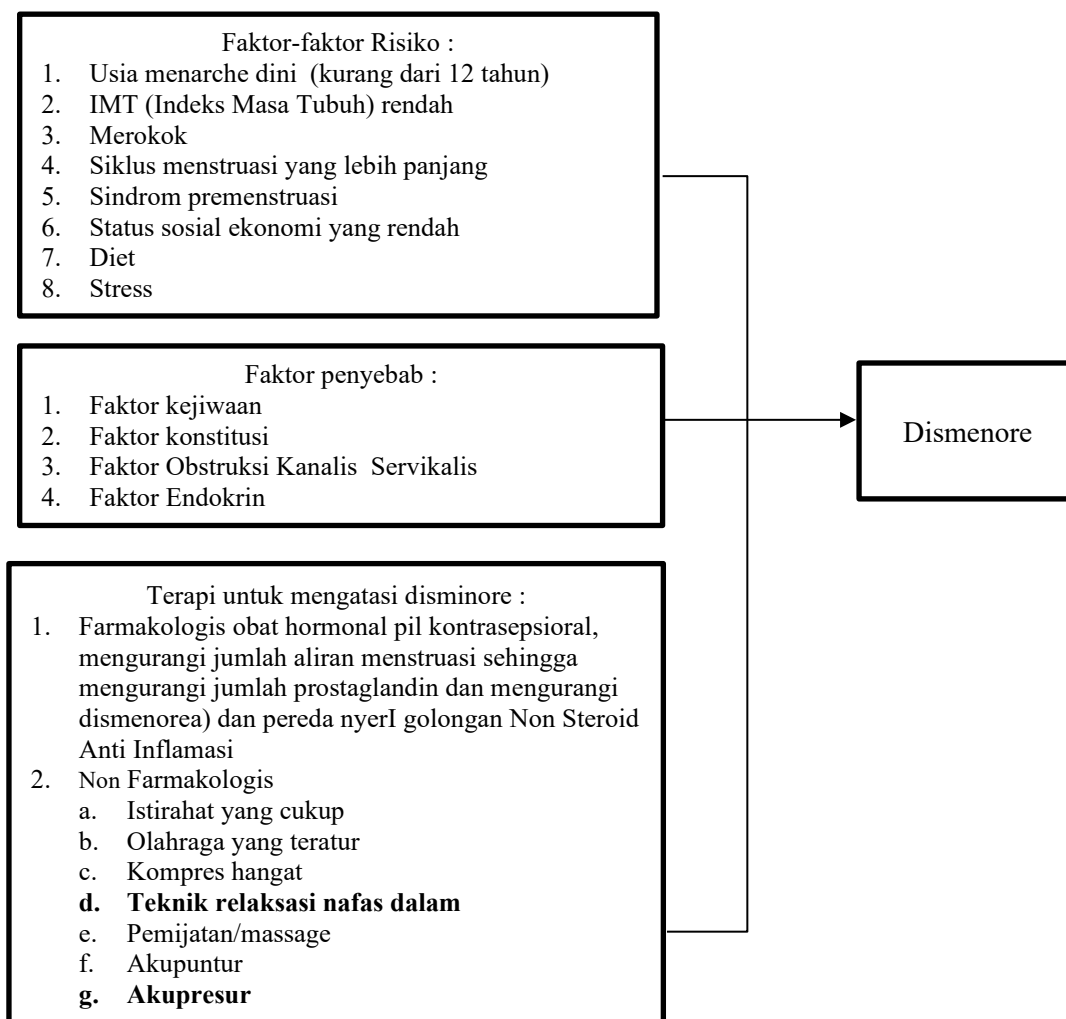 Faktor-faktor Risiko :
1. Usia menarche dini (kurang dari 12 tahun)
2. IMT (Indeks Masa Tubuh) rendah
3. Merokok
4. Siklus menstruasi yang lebih panjang
5. Sindrom premenstruasi
6. Status sosial ekonomi yang rendah
7. Diet
8. Stress
Faktor penyebab :
1. Faktor kejiwaan
2. Faktor konstitusi
3. Faktor Obstruksi Kanalis Servikalis
4. Faktor Endokrin
Dismenore
Terapi untuk mengatasi disminore :
1. Farmakologis obat hormonal pil kontrasepsioral,
mengurangi jumlah aliran menstruasi sehingga
mengurangi jumlah prostaglandin dan mengurangi
dismenorea) dan pereda nyerI golongan Non Steroid
Anti Inflamasi
2. Non Farmakologis
a. Istirahat yang cukup
b. Olahraga yang teratur
c. Kompres hangat
d. Teknik relaksasi nafas dalam
e. Pemijatan/massage
f. Akupuntur
g. Akupresur